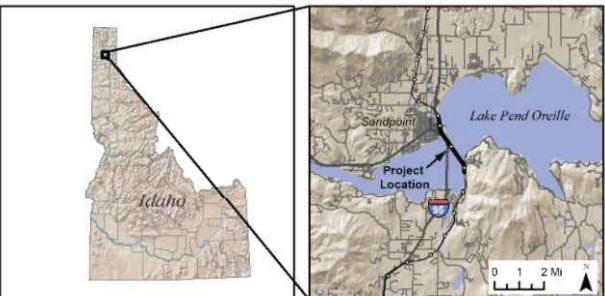 Idaho
Sandpoint
Lake Pend Oreille
Project
Location
95
0 1 2 Mi
N